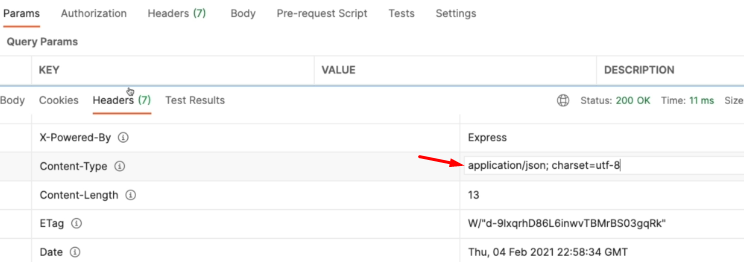 Params Authorization Headers (7) Body Pre-request Script Tests Settings
Query Params
KEY VALUE DESCRIPTION
Body Cookies Headers (7) Test Results Status: 200 OK Time: 11 ms Size
X-Powered-By Express
Content-Type application/json; charset=utf-8
Content-Length 13
ETag W/"d-9IxqrhD86L6inwvTBMrBS03gqRk"
Date Thu, 04 Feb 2021 22:58:34 GMT